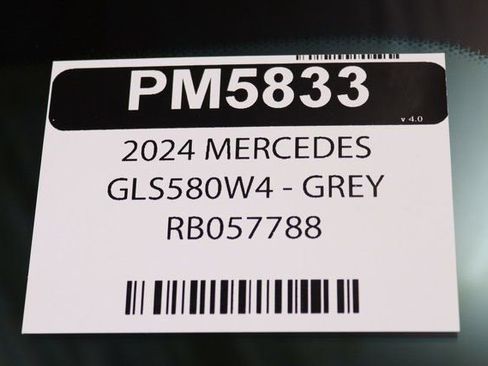 PM5833
v 4.0
2024 MERCEDES
GLS580W4 - GREY
RB057788